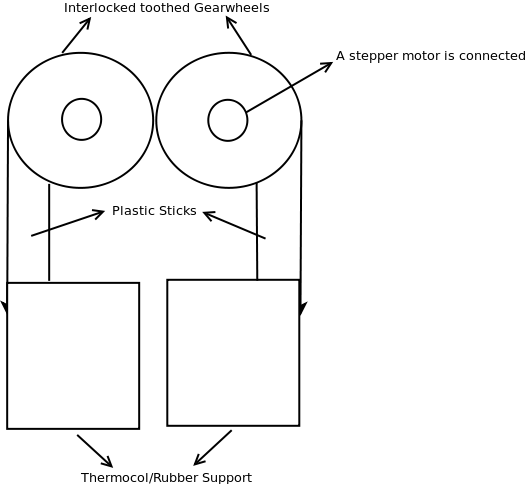 Interlocked toothed Gearwheels
A stepper motor is connected
Plastic Sticks
Thermocol/Rubber Support